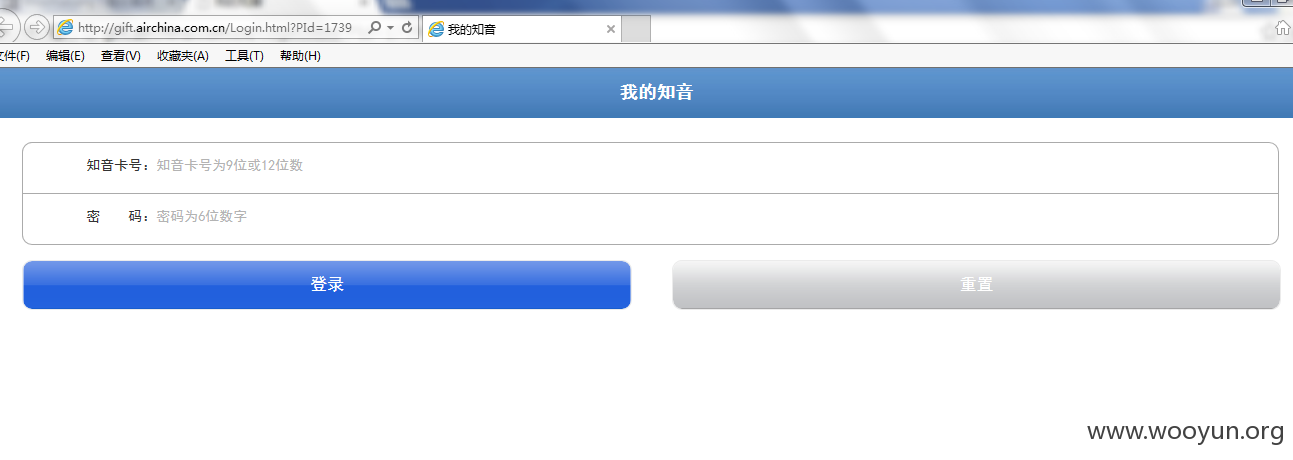 http://gift.airchina.com.cn/Login.html?PId=1739 我的知音
文件(F) 编辑(E) 查看(V) 收藏夹(A) 工具(T) 帮助(H)
我的知音
知音卡号：知音卡号为9位或12位数
密 码：密码为6位数字
登录 重置
www.wooyun.org